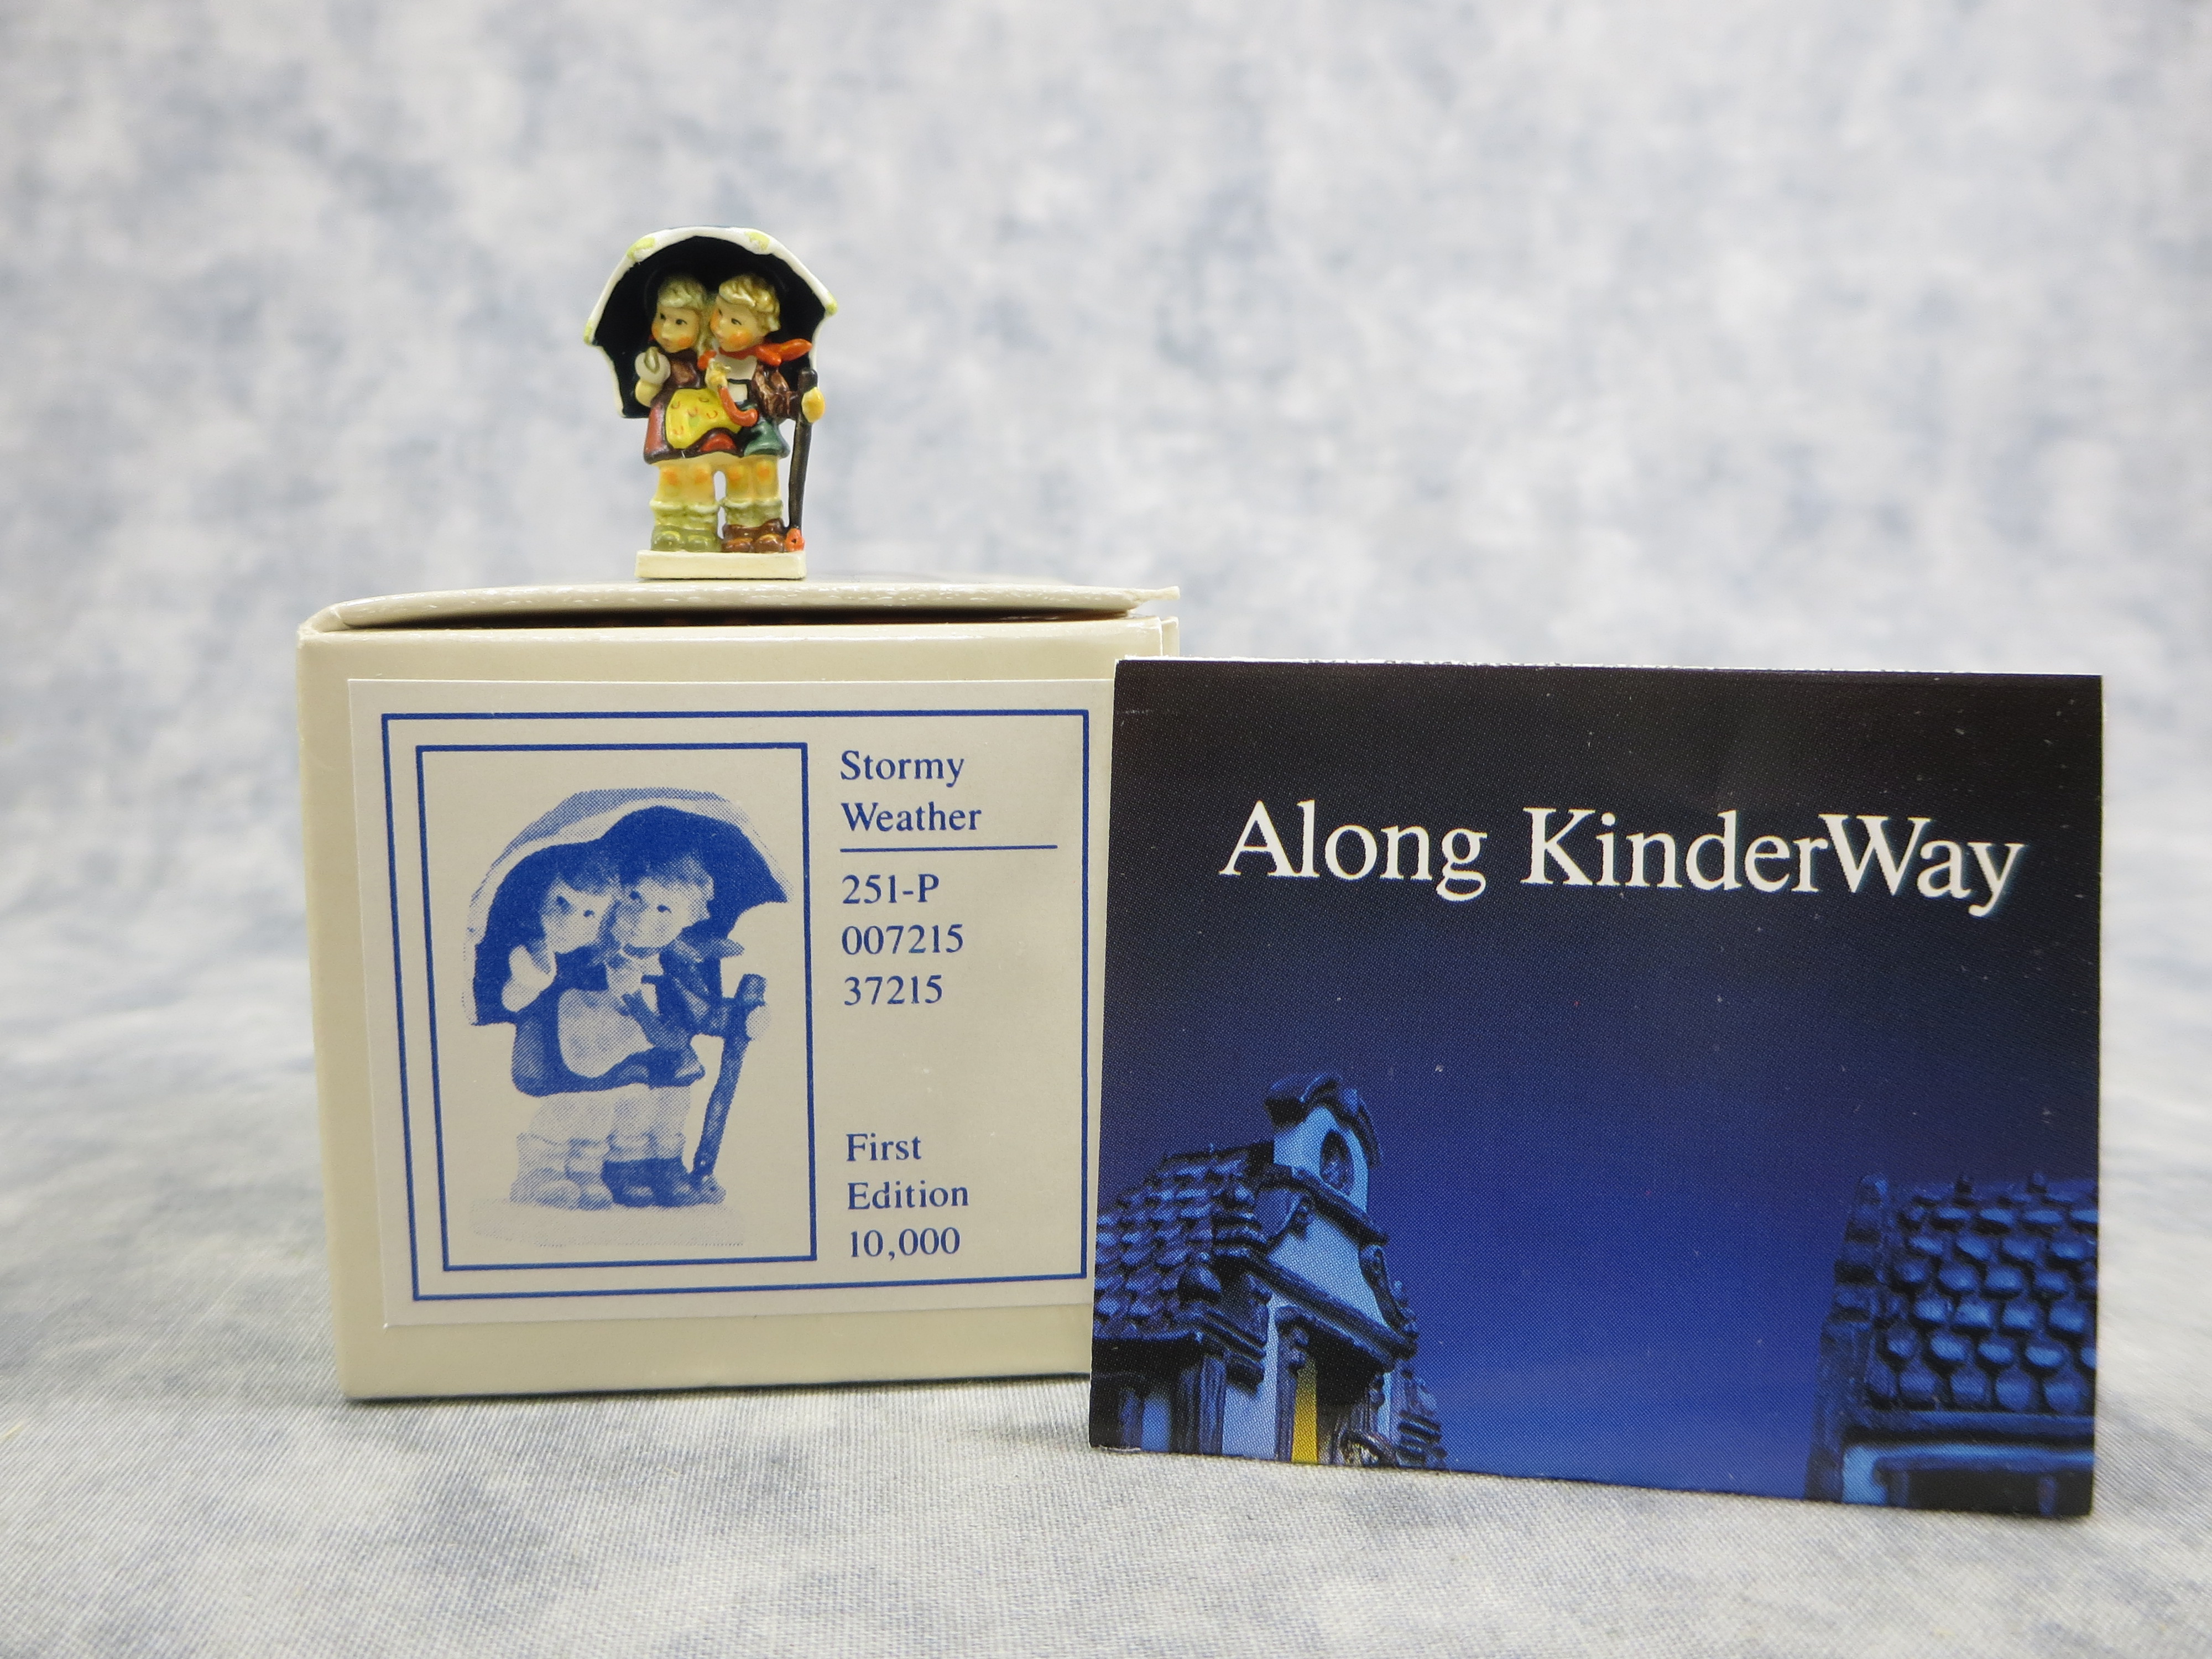 Stormy
Weather
251-P
007215
37215
First
Edition
10,000
Along KinderWay